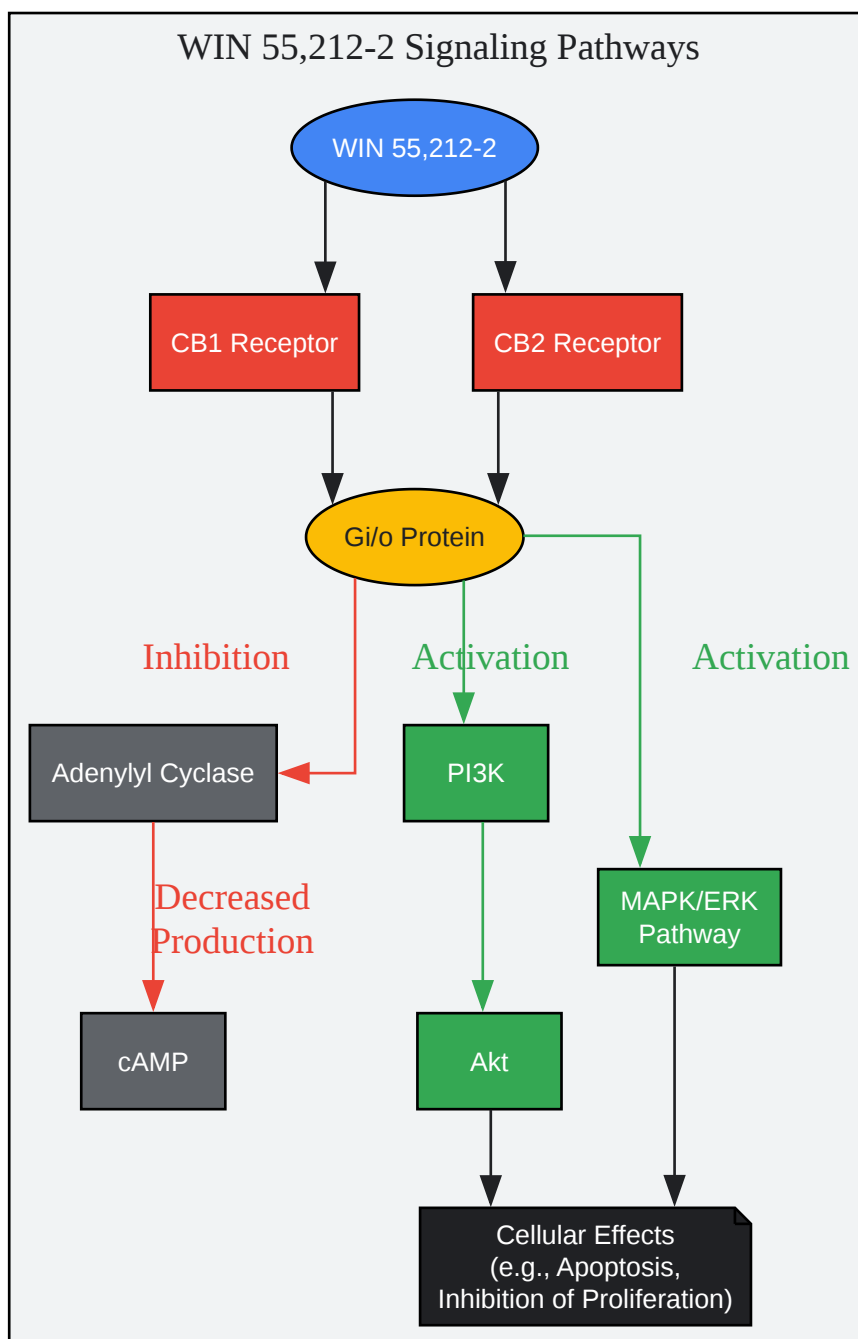 WIN 55,212-2 Signaling Pathways
WIN 55,212-2
CB1 Receptor
CB2 Receptor
Gi/o Protein
Inhibition
Activation
Activation
Adenylyl Cyclase
PI3K
Decreased
Production
MAPK/ERK
Pathway
cAMP
Akt
Cellular Effects
(e.g., Apoptosis,
Inhibition of Proliferation)